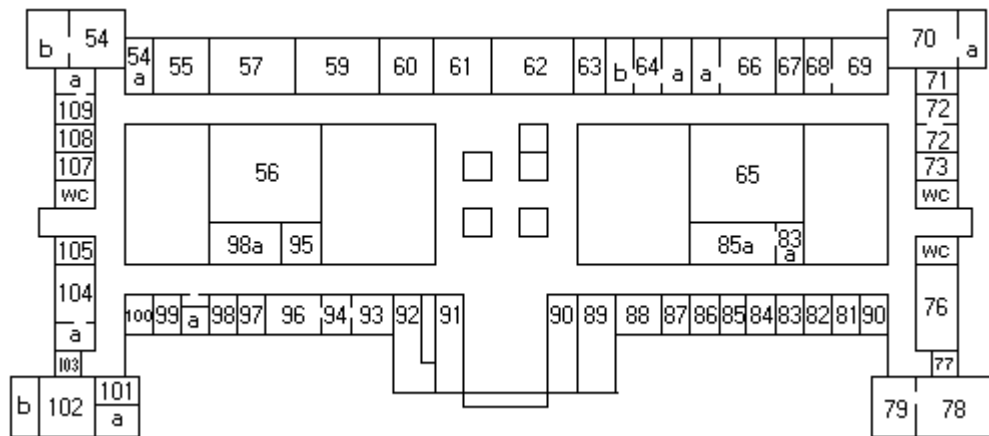 b 54 54 a 55 57 59 60 61 62 63 b 64 a a 66 67 68 69 70 a
a 71
109 72
108 72
107 56 65 73
wc wc
105 98a 95 85a 83 a wc
104 76
a 100 99 a 98 97 96 94 93 92 91 90 89 88 87 86 85 84 83 82 81 90
103 77
b 102 101 79 78
a